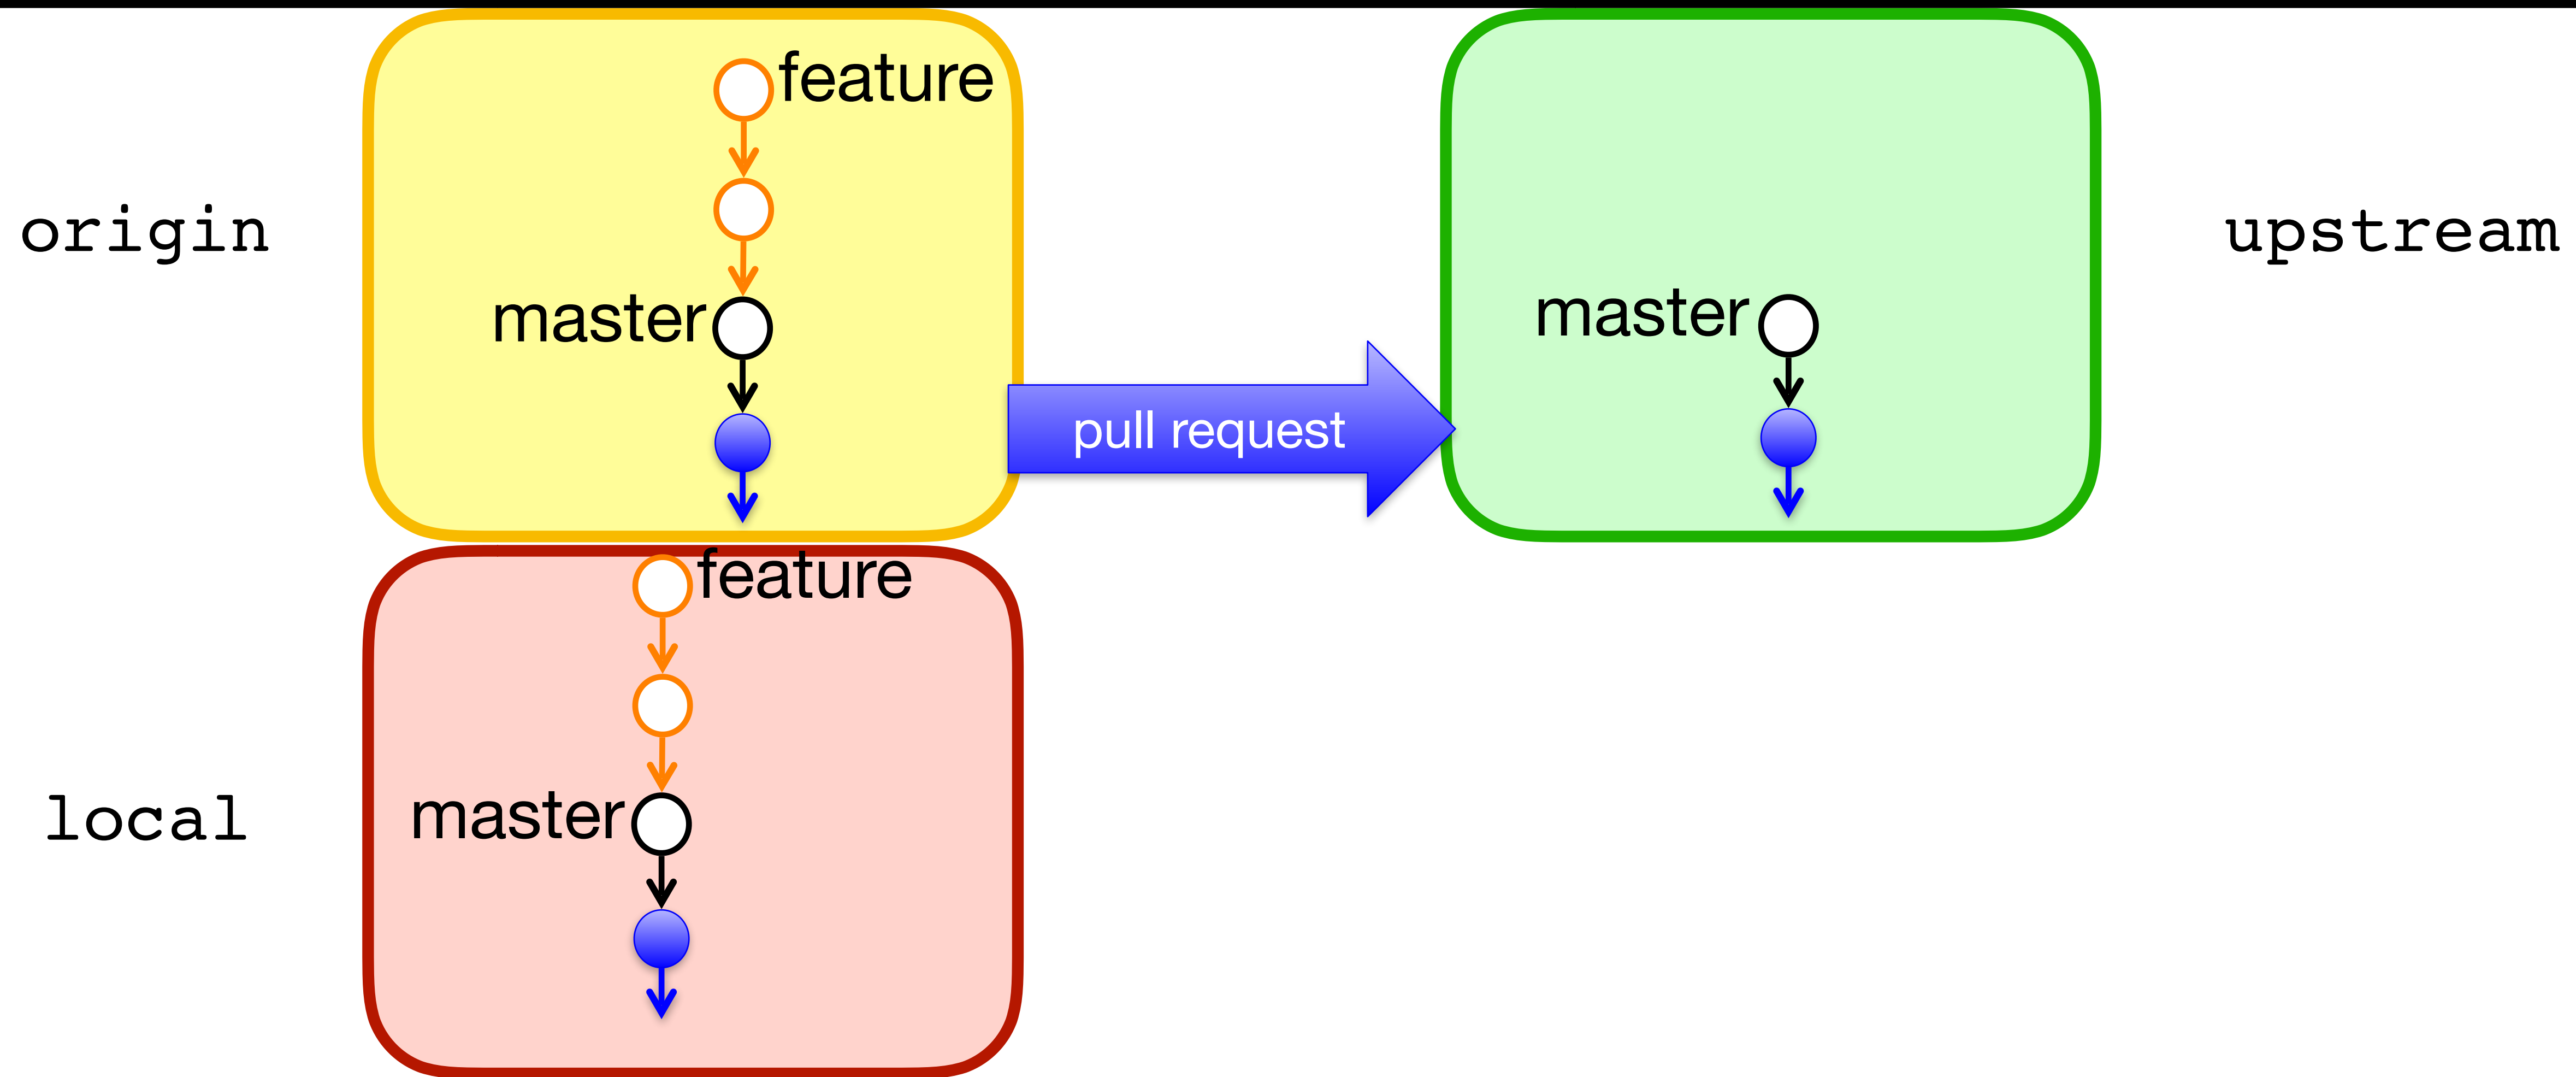 feature
origin
master
pull request
master
upstream
feature
local
master